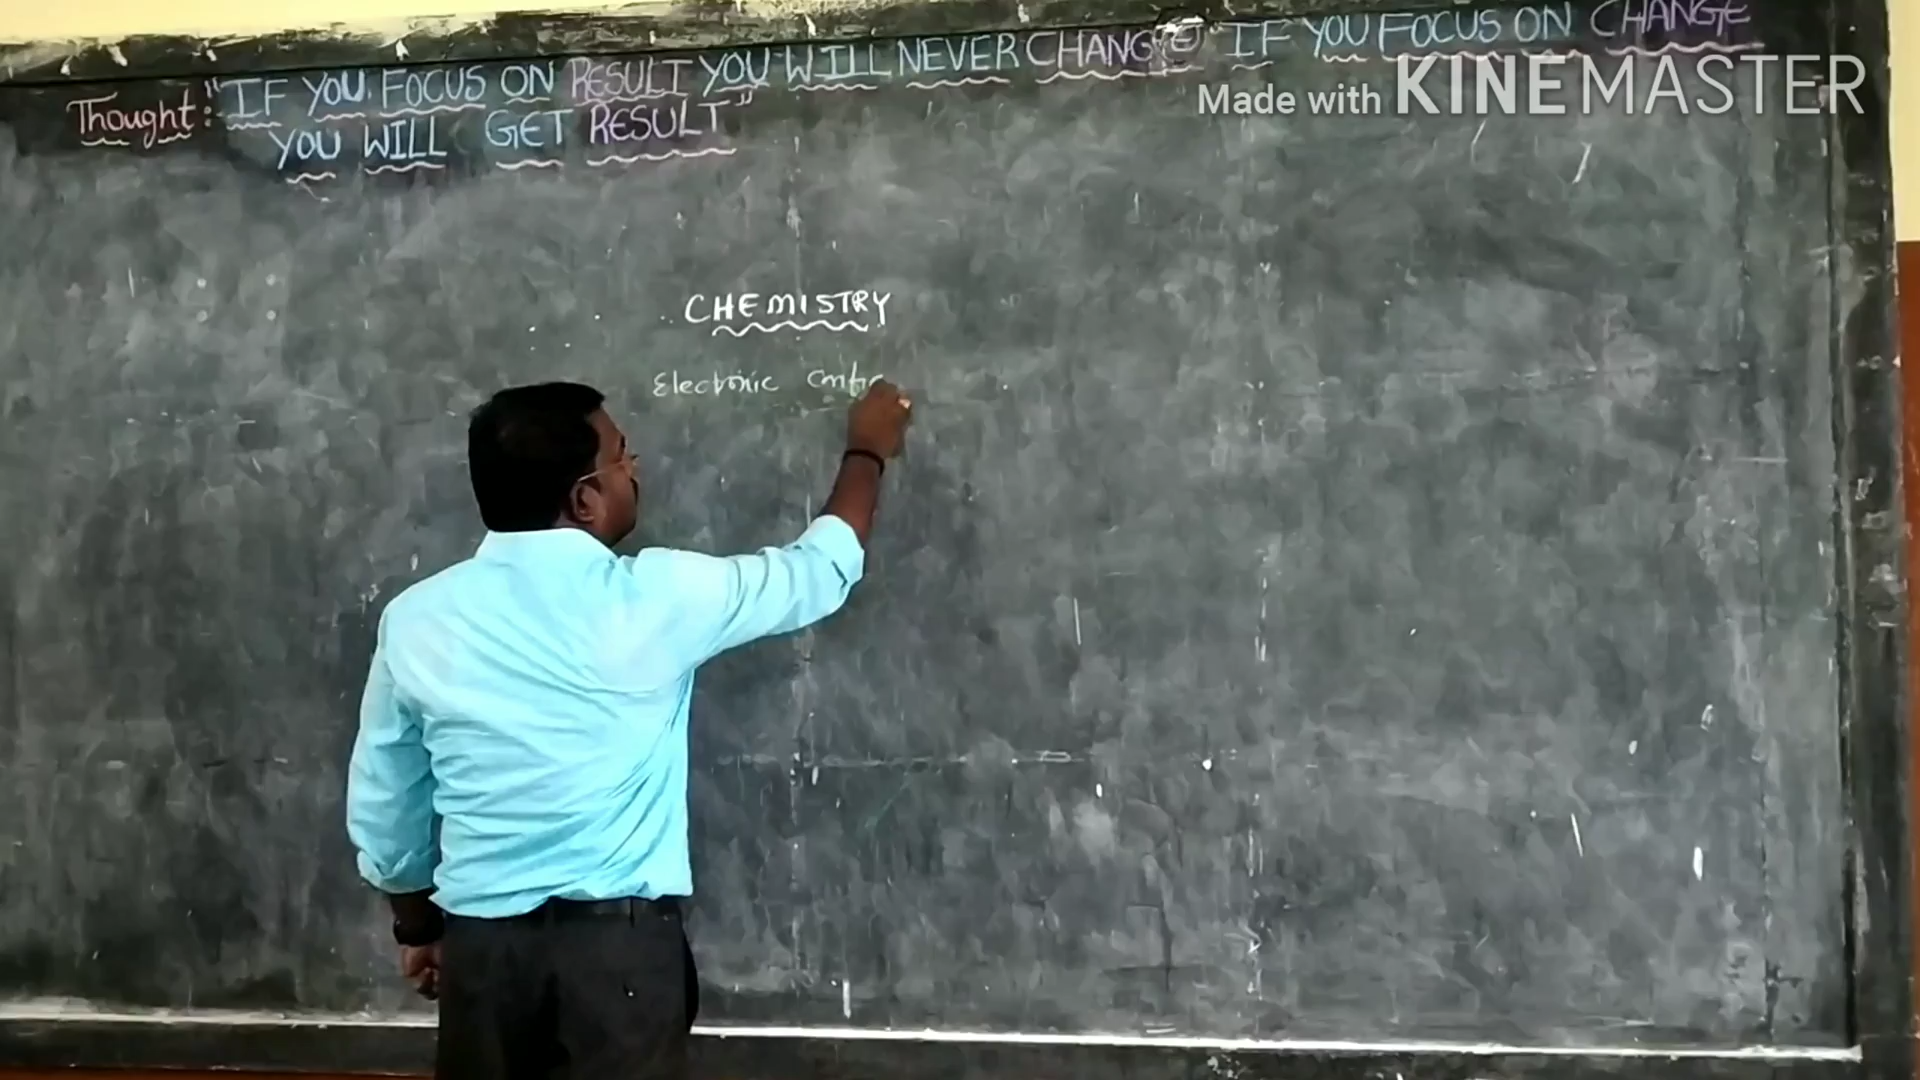 Thought: "IF YOU FOCUS ON RESULT YOU WILL NEVER CHANGE IF YOU FOCUS ON CHANGE
YOU WILL GET RESULT"
Made with KINEMASTER
CHEMISTRY
Electronic